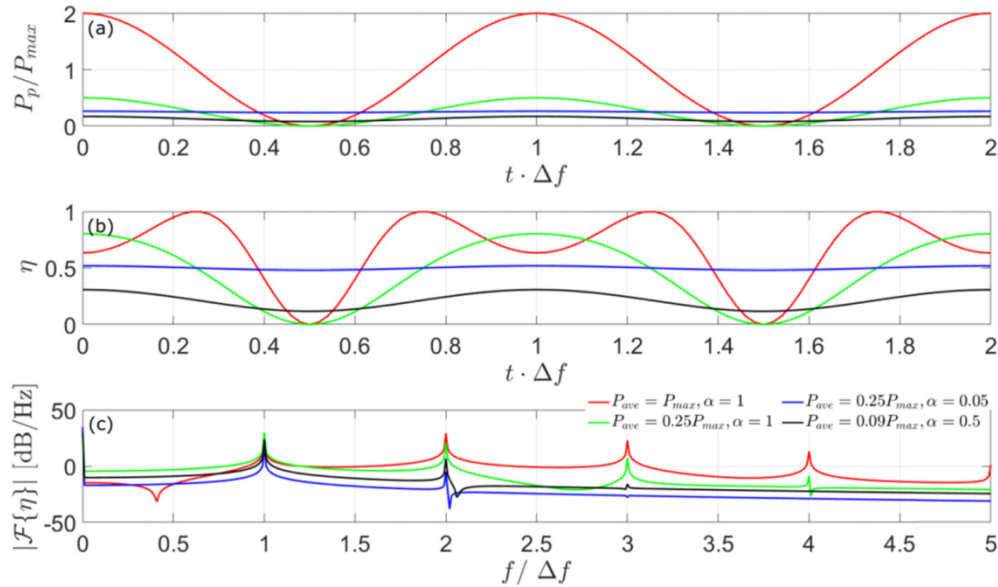 2
1
0
(a)
P_p/P_max
0 0.2 0.4 0.6 0.8 1 1.2 1.4 1.6 1.8 2
t · Δf
1
0.5
0
(b)
η
0 0.2 0.4 0.6 0.8 1 1.2 1.4 1.6 1.8 2
t · Δf
50
0
-50
(c)
|ℱ{η}| [dB/Hz]
P_ave = P_max, α = 1
P_ave = 0.25P_max, α = 0.05
P_ave = 0.25P_max, α = 1
P_ave = 0.09P_max, α = 0.5
0 0.5 1 1.5 2 2.5 3 3.5 4 4.5 5
f/ Δf